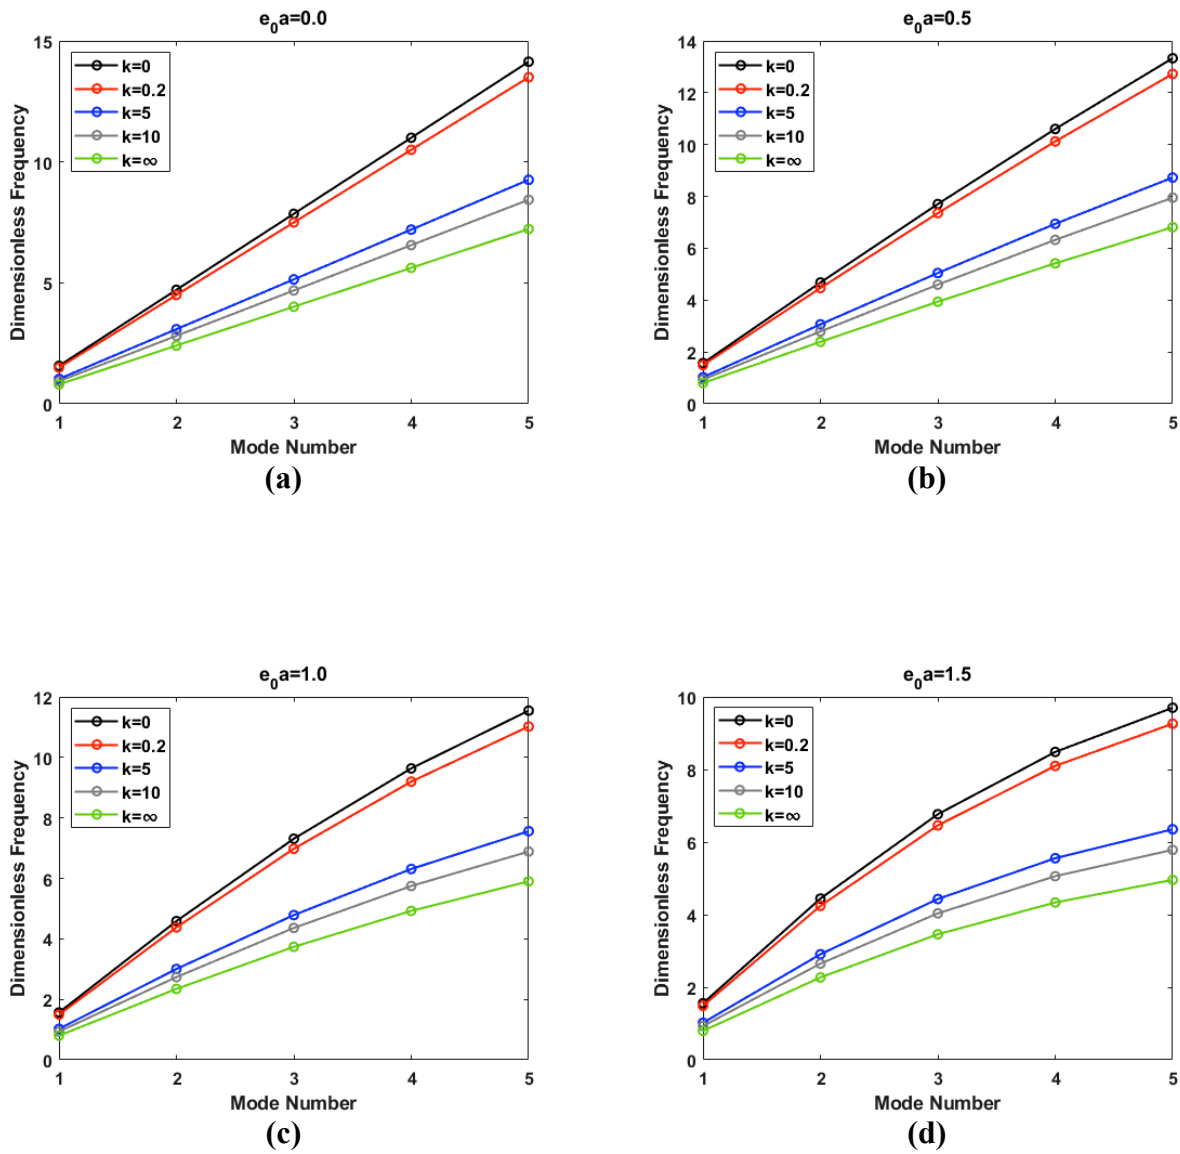 e₀a=0.0
15
10
5
0
Dimensionless Frequency
k=0
k=0.2
k=5
k=10
k=∞
1 2 3 4 5
Mode Number
(a)
e₀a=0.5
14
12
10
8
6
4
2
0
Dimensionless Frequency
k=0
k=0.2
k=5
k=10
k=∞
1 2 3 4 5
Mode Number
(b)
e₀a=1.0
12
10
8
6
4
2
0
Dimensionless Frequency
k=0
k=0.2
k=5
k=10
k=∞
1 2 3 4 5
Mode Number
(c)
e₀a=1.5
10
8
6
4
2
0
Dimensionless Frequency
k=0
k=0.2
k=5
k=10
k=∞
1 2 3 4 5
Mode Number
(d)